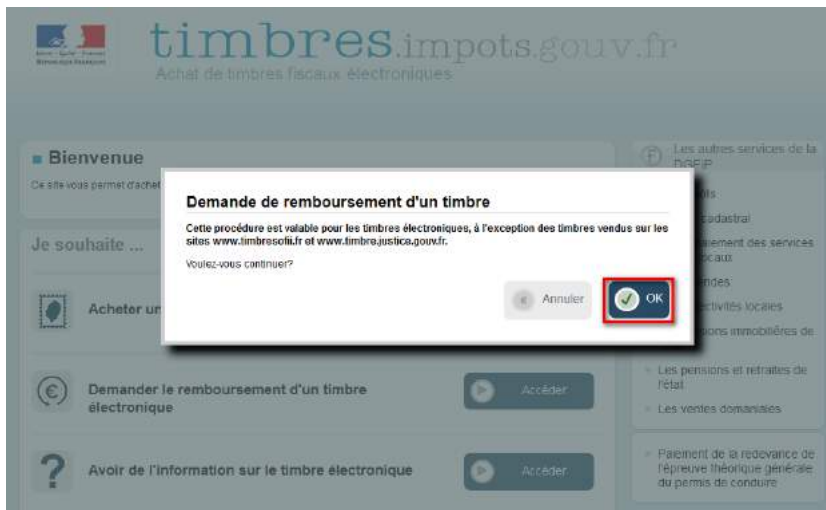 timbres.impots.gouv.fr
Achat de timbres fiscaux électroniques
Bienvenue
Ce site vous permet d'achet
Je souhaite ...
Acheter un
Demander le remboursement d'un timbre
électronique
Accéder
Avoir de l'information sur le timbre électronique
Accéder
Demande de remboursement d'un timbre
Cette procédure est valable pour les timbres électroniques, à l'exception des timbres vendus sur les
sites www.timbresofii.fr et www.timbre.justica.gouv.fr.
Voulez-vous continuer?
Annuler
OK
Les autres services de la
DGFiP
cadastral
des services
locales
immobilières de
Les pensions et retraites de
l'état
Les ventes domaniales
Paiement de la redevance de
l'épreuve théorique générale
du permis de conduire